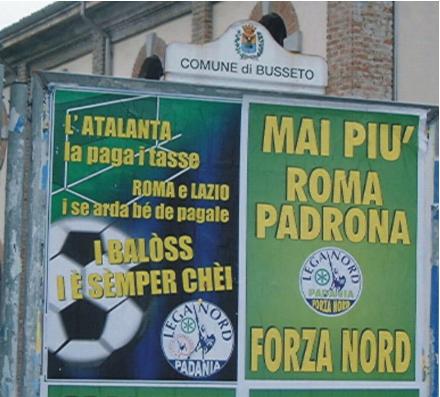 COMUNE di BUSSETO
L' ATALANTA
la paga i tasse
ROMA e LAZIO
i se arda bé de pagale
I BALÒSS
I È SÈMPER CHÈI
LEGA NORD
PADANIA
MAI PIU'
ROMA
PADRONA
LEGA NORD
PADANIA
FORZA NORD
FORZA NORD